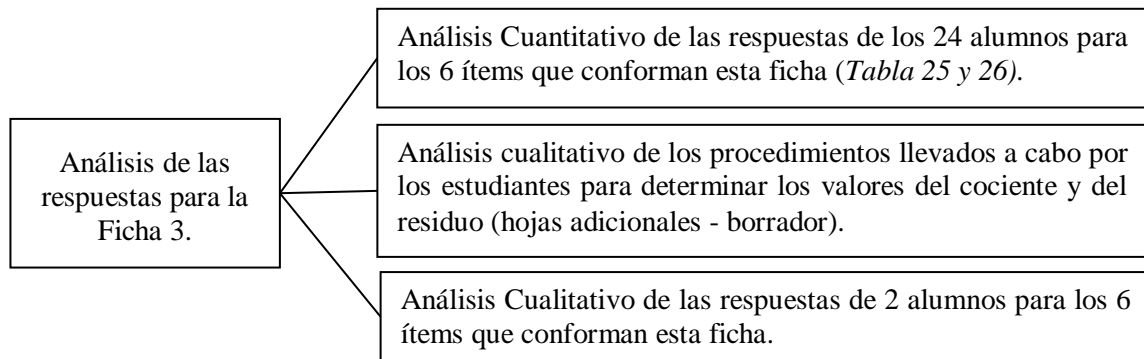 Análisis de las
respuestas para la
Ficha 3.
Análisis Cuantitativo de las respuestas de los 24 alumnos para
los 6 ítems que conforman esta ficha (Tabla 25 y 26).
Análisis cualitativo de los procedimientos llevados a cabo por
los estudiantes para determinar los valores del cociente y del
residuo (hojas adicionales - borrador).
Análisis Cualitativo de las respuestas de 2 alumnos para los 6
ítems que conforman esta ficha.